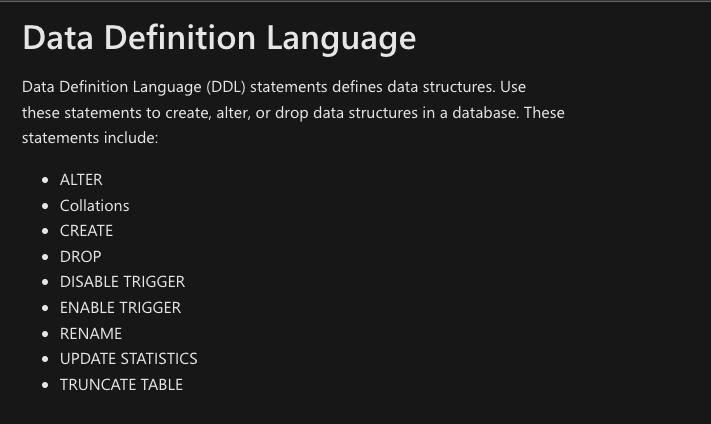 Data Definition Language
Data Definition Language (DDL) statements defines data structures. Use
these statements to create, alter, or drop data structures in a database. These
statements include:
• ALTER
• Collations
• CREATE
• DROP
• DISABLE TRIGGER
• ENABLE TRIGGER
• RENAME
• UPDATE STATISTICS
• TRUNCATE TABLE